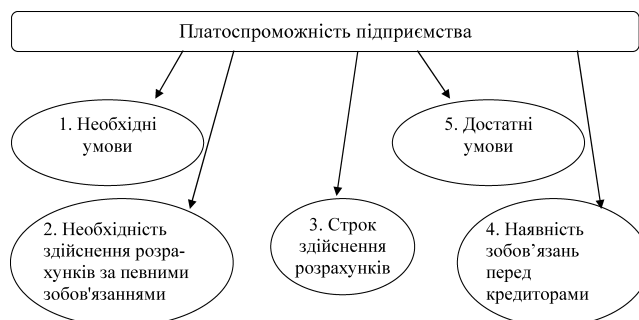 Платоспроможність підприємства
1. Необхідні
умови
5. Достатні
умови
2. Необхідність
здійснення розра-
хунків за певними
зобов'язаннями
3. Строк
здійснення
розрахунків
4. Наявність
зобов’язань
перед
кредиторами